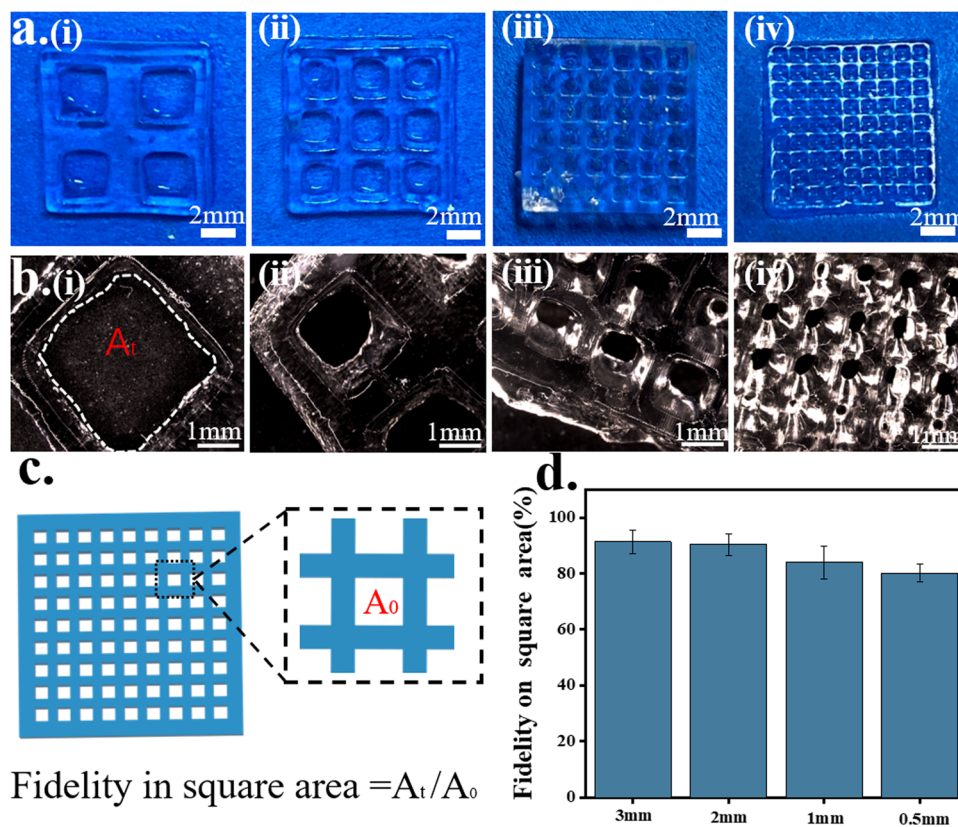 a.(i)
(ii)
(iii)
(iv)
2mm
2mm
2mm
2mm
b.(i)
(ii)
(iii)
(iv)
At
1mm
1mm
1mm
1mm
c.
A0
Fidelity in square area =At/A0
d.
Fidelity on square area(%)
100
80
60
40
20
0
3mm
2mm
1mm
0.5mm